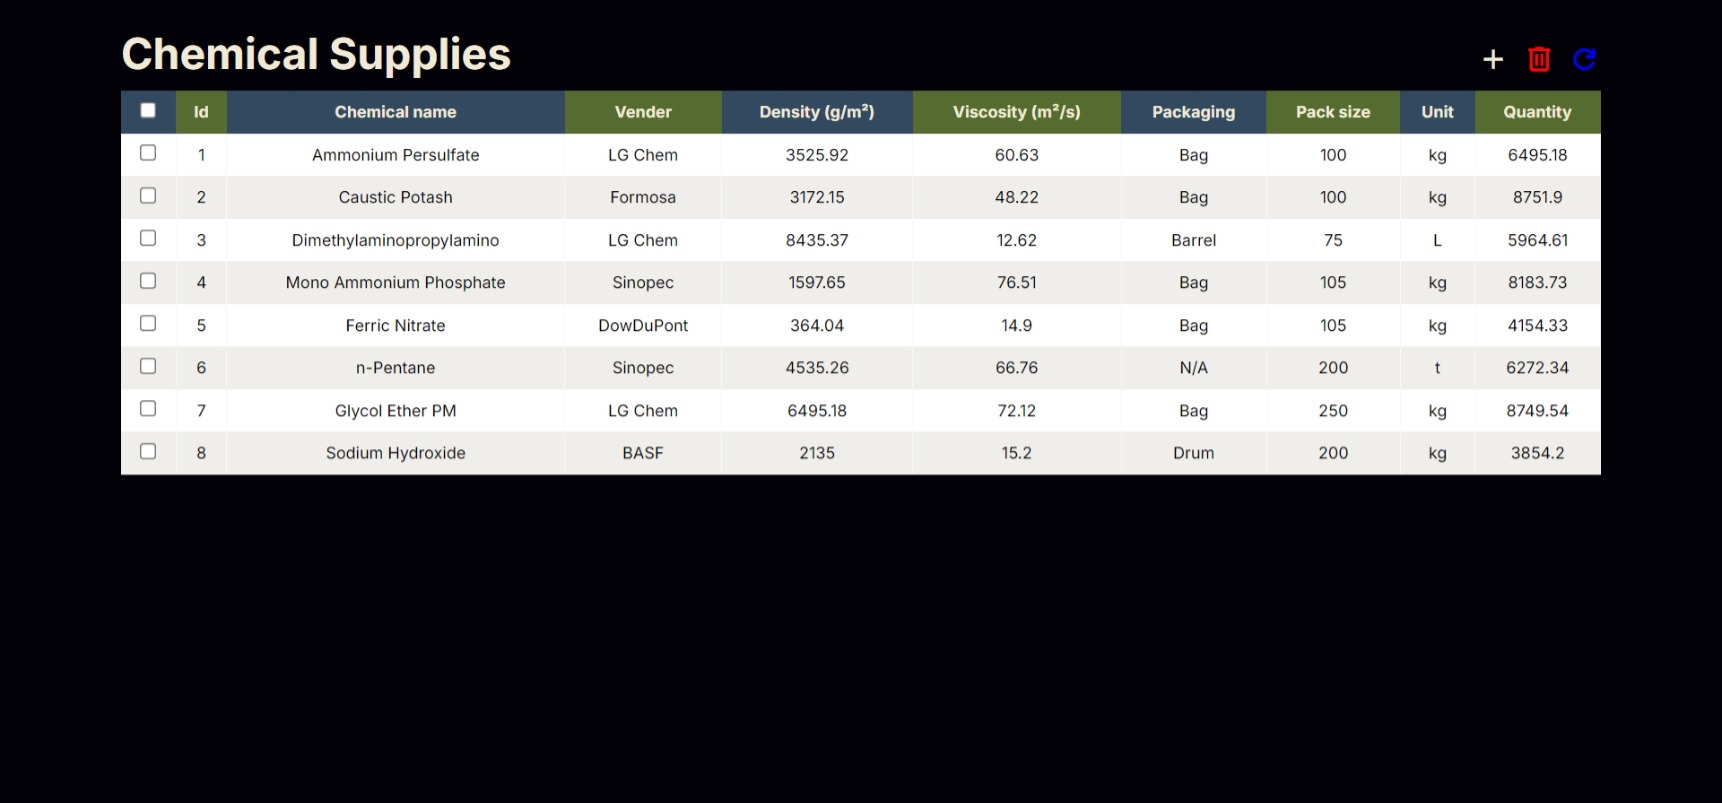 Chemical Supplies
Id Chemical name Vender Density (g/m²) Viscosity (m²/s) Packaging Pack size Unit Quantity
1 Ammonium Persulfate LG Chem 3525.92 60.63 Bag 100 kg 6495.18
2 Caustic Potash Formosa 3172.15 48.22 Bag 100 kg 8751.9
3 Dimethylaminopropylamino LG Chem 8435.37 12.62 Barrel 75 L 5964.61
4 Mono Ammonium Phosphate Sinopec 1597.65 76.51 Bag 105 kg 8183.73
5 Ferric Nitrate DowDuPont 364.04 14.9 Bag 105 kg 4154.33
6 n-Pentane Sinopec 4535.26 66.76 N/A 200 t 6272.34
7 Glycol Ether PM LG Chem 6495.18 72.12 Bag 250 kg 8749.54
8 Sodium Hydroxide BASF 2135 15.2 Drum 200 kg 3854.2